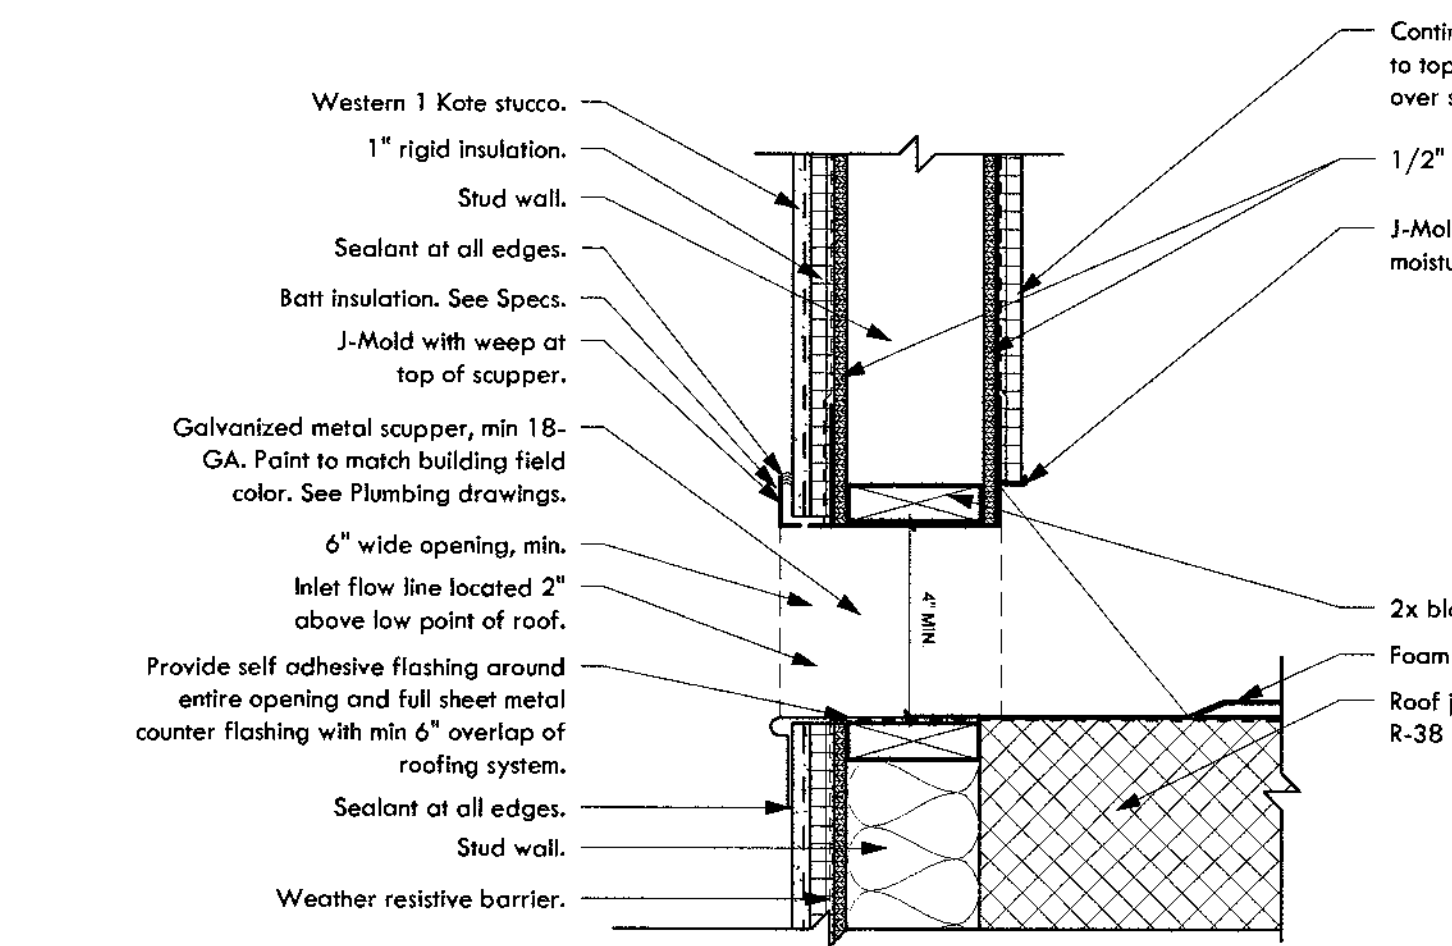 Western 1 Kote stucco.
1" rigid insulation.
Stud wall.
Sealant at all edges.
Batt insulation. See Specs.
J-Mold with weep at
top of scupper.
Galvanized metal scupper, min 18-
GA. Paint to match building field
color. See Plumbing drawings.
6" wide opening, min.
Inlet flow line located 2"
above low point of roof.
Provide self adhesive flashing around
entire opening and full sheet metal
counter flashing with min 6" overlap of
roofing system.
Sealant at all edges.
Stud wall.
Weather resistive barrier.
4" MIN.
to top
over
1/2"
2x
Foam
Roof
R-38